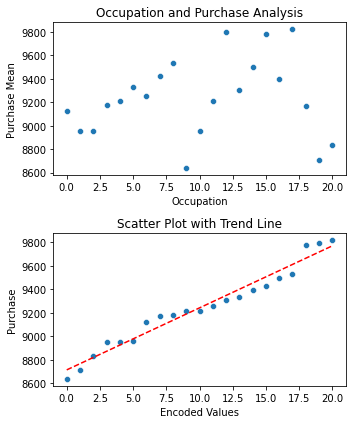 Occupation and Purchase Analysis
9800
9600
9400
9200
9000
8800
8600
Purchase Mean
0.0 2.5 5.0 7.5 10.0 12.5 15.0 17.5 20.0
Occupation
Scatter Plot with Trend Line
9800
9600
9400
9200
9000
8800
8600
Purchase
0.0 2.5 5.0 7.5 10.0 12.5 15.0 17.5 20.0
Encoded Values